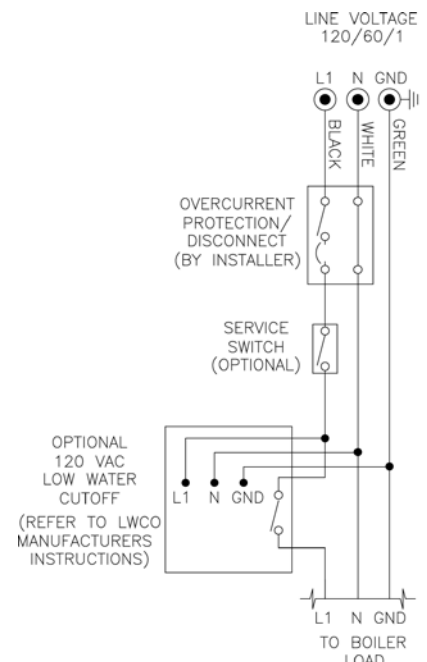 LINE VOLTAGE
120/60/1
L1 N GND
BLACK
WHITE
GREEN
OVERCURRENT
PROTECTION/
DISCONNECT
(BY INSTALLER)
SERVICE
SWITCH
(OPTIONAL)
OPTIONAL
120 VAC
LOW WATER
CUTOFF
(REFER TO LWCO
MANUFACTURERS
INSTRUCTIONS)
L1 N GND
L1 N GND
TO BOILER
LOAD